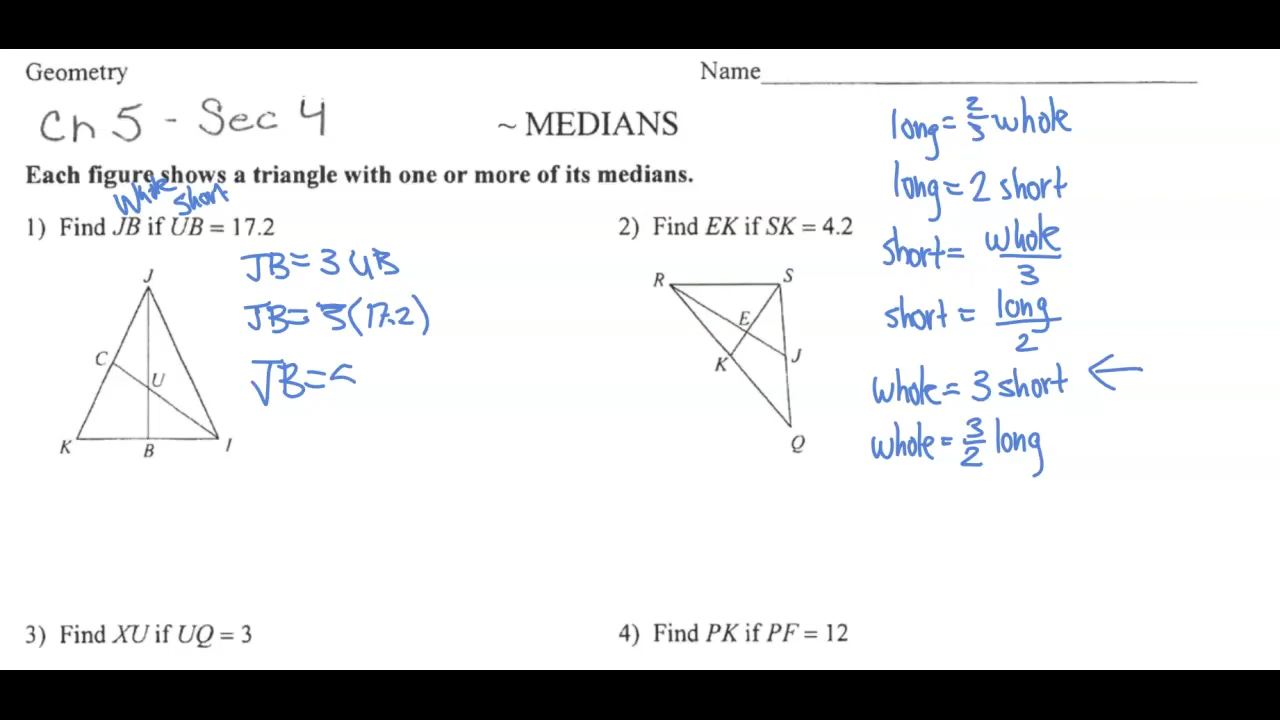 Geometry
Name
Ch 5 - Sec 4
~ MEDIANS
Each figure shows a triangle with one or more of its medians.
whole short
1) Find JB if UB = 17.2
JB = 3 UB
JB = 3(17.2)
JB = 5
J
C
U
K
B
I
2) Find EK if SK = 4.2
R
S
E
K
J
Q
long = 2/3 whole
long = 2 short
short = whole/3
short = long/2
whole = 3 short ←
whole = 3/2 long
3) Find XU if UQ = 3
4) Find PK if PF = 12